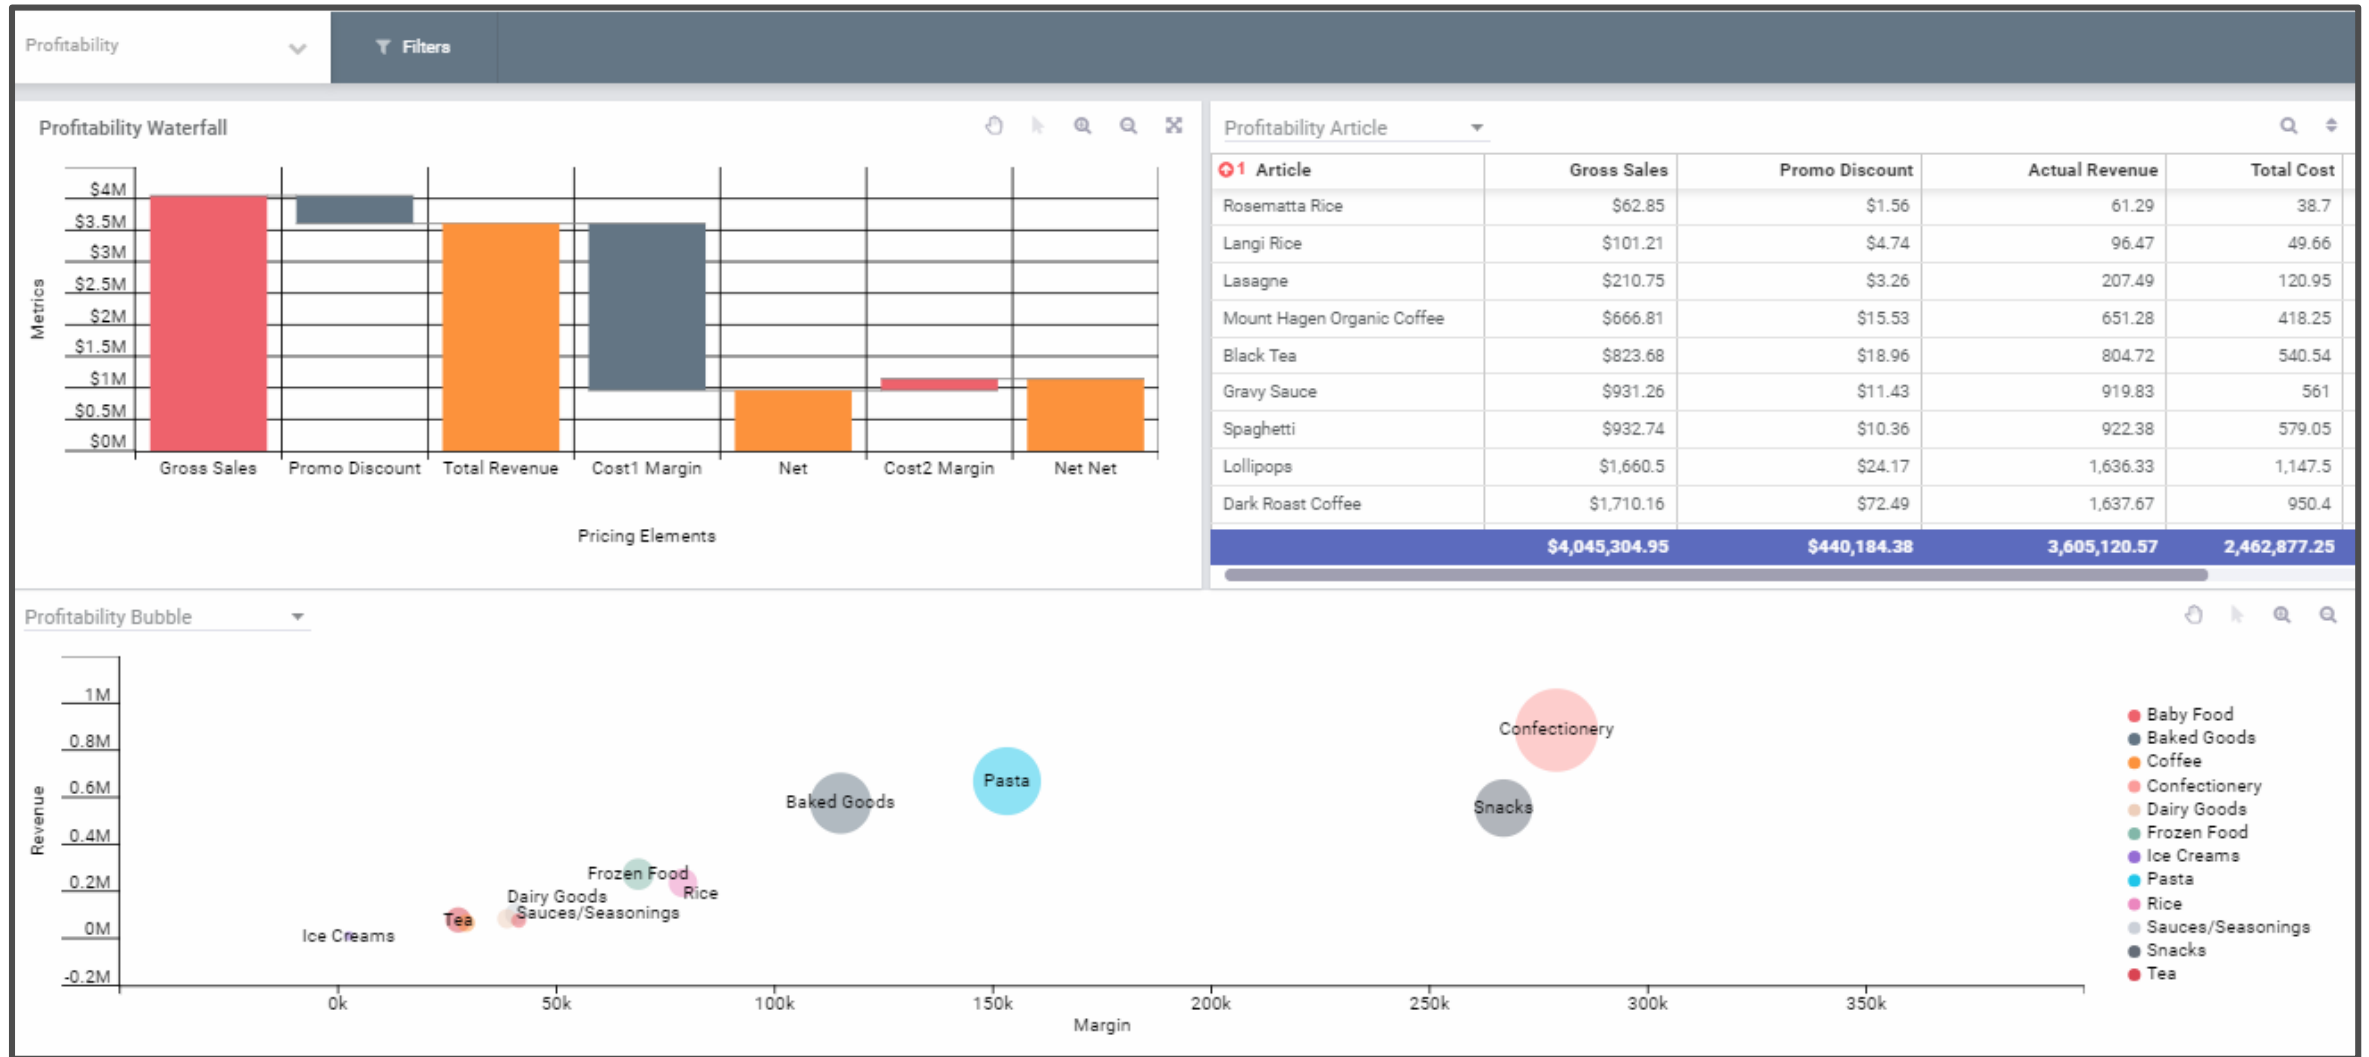 Profitability
Filters
Profitability Waterfall
$4M
$3.5M
$3M
$2.5M
$2M
$1.5M
$1M
$0.5M
$0M
Metrics
Gross Sales Promo Discount Total Revenue Cost1 Margin Net Cost2 Margin Net Net
Pricing Elements
Profitability Article
1 Article Gross Sales Promo Discount Actual Revenue Total Cost
Rosematta Rice $62.85 $1.56 61.29 38.7
Langi Rice $101.21 $4.74 96.47 49.66
Lasagne $210.75 $3.26 207.49 120.95
Mount Hagen Organic Coffee $666.81 $15.53 651.28 418.25
Black Tea $823.68 $18.96 804.72 540.54
Gravy Sauce $931.26 $11.43 919.83 561
Spaghetti $932.74 $10.36 922.38 579.05
Lollipops $1,660.5 $24.17 1,636.33 1,147.5
Dark Roast Coffee $1,710.16 $72.49 1,637.67 950.4
$4,045,304.95 $440,184.38 3,605,120.57 2,462,877.25
Profitability Bubble
1M
0.8M
0.6M
0.4M
0.2M
0M
-0.2M
Revenue
Confectionery
Pasta
Baked Goods
Snacks
Frozen Food
Rice
Dairy Goods
Sauces/Seasonings
Tea
Ice Creams
0k 50k 100k 150k 200k 250k 300k 350k
Margin
Baby Food
Baked Goods
Coffee
Confectionery
Dairy Goods
Frozen Food
Ice Creams
Pasta
Rice
Sauces/Seasonings
Snacks
Tea